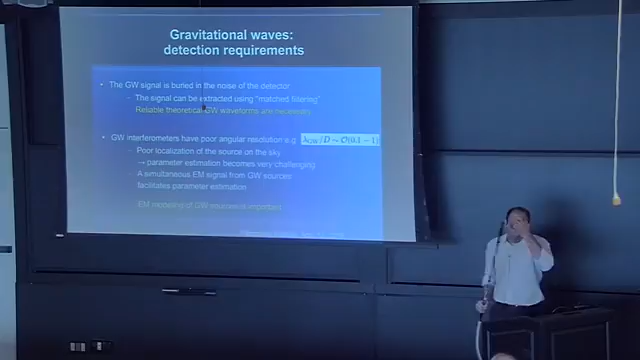 Gravitational waves:
detection requirements
• The GW signal is buried in the noise of the detector
- The signal can be extracted using "matched filtering"
Reliable theoretical GW waveforms are necessary
• GW interferometers have poor angular resolution e.g. λ_GW/D ~ O(0.1 − 1)
- Poor localization of the source on the sky
→ parameter estimation becomes very challenging
- A simultaneous EM signal from GW sources
facilitates parameter estimation
EM modeling of GW sources is important